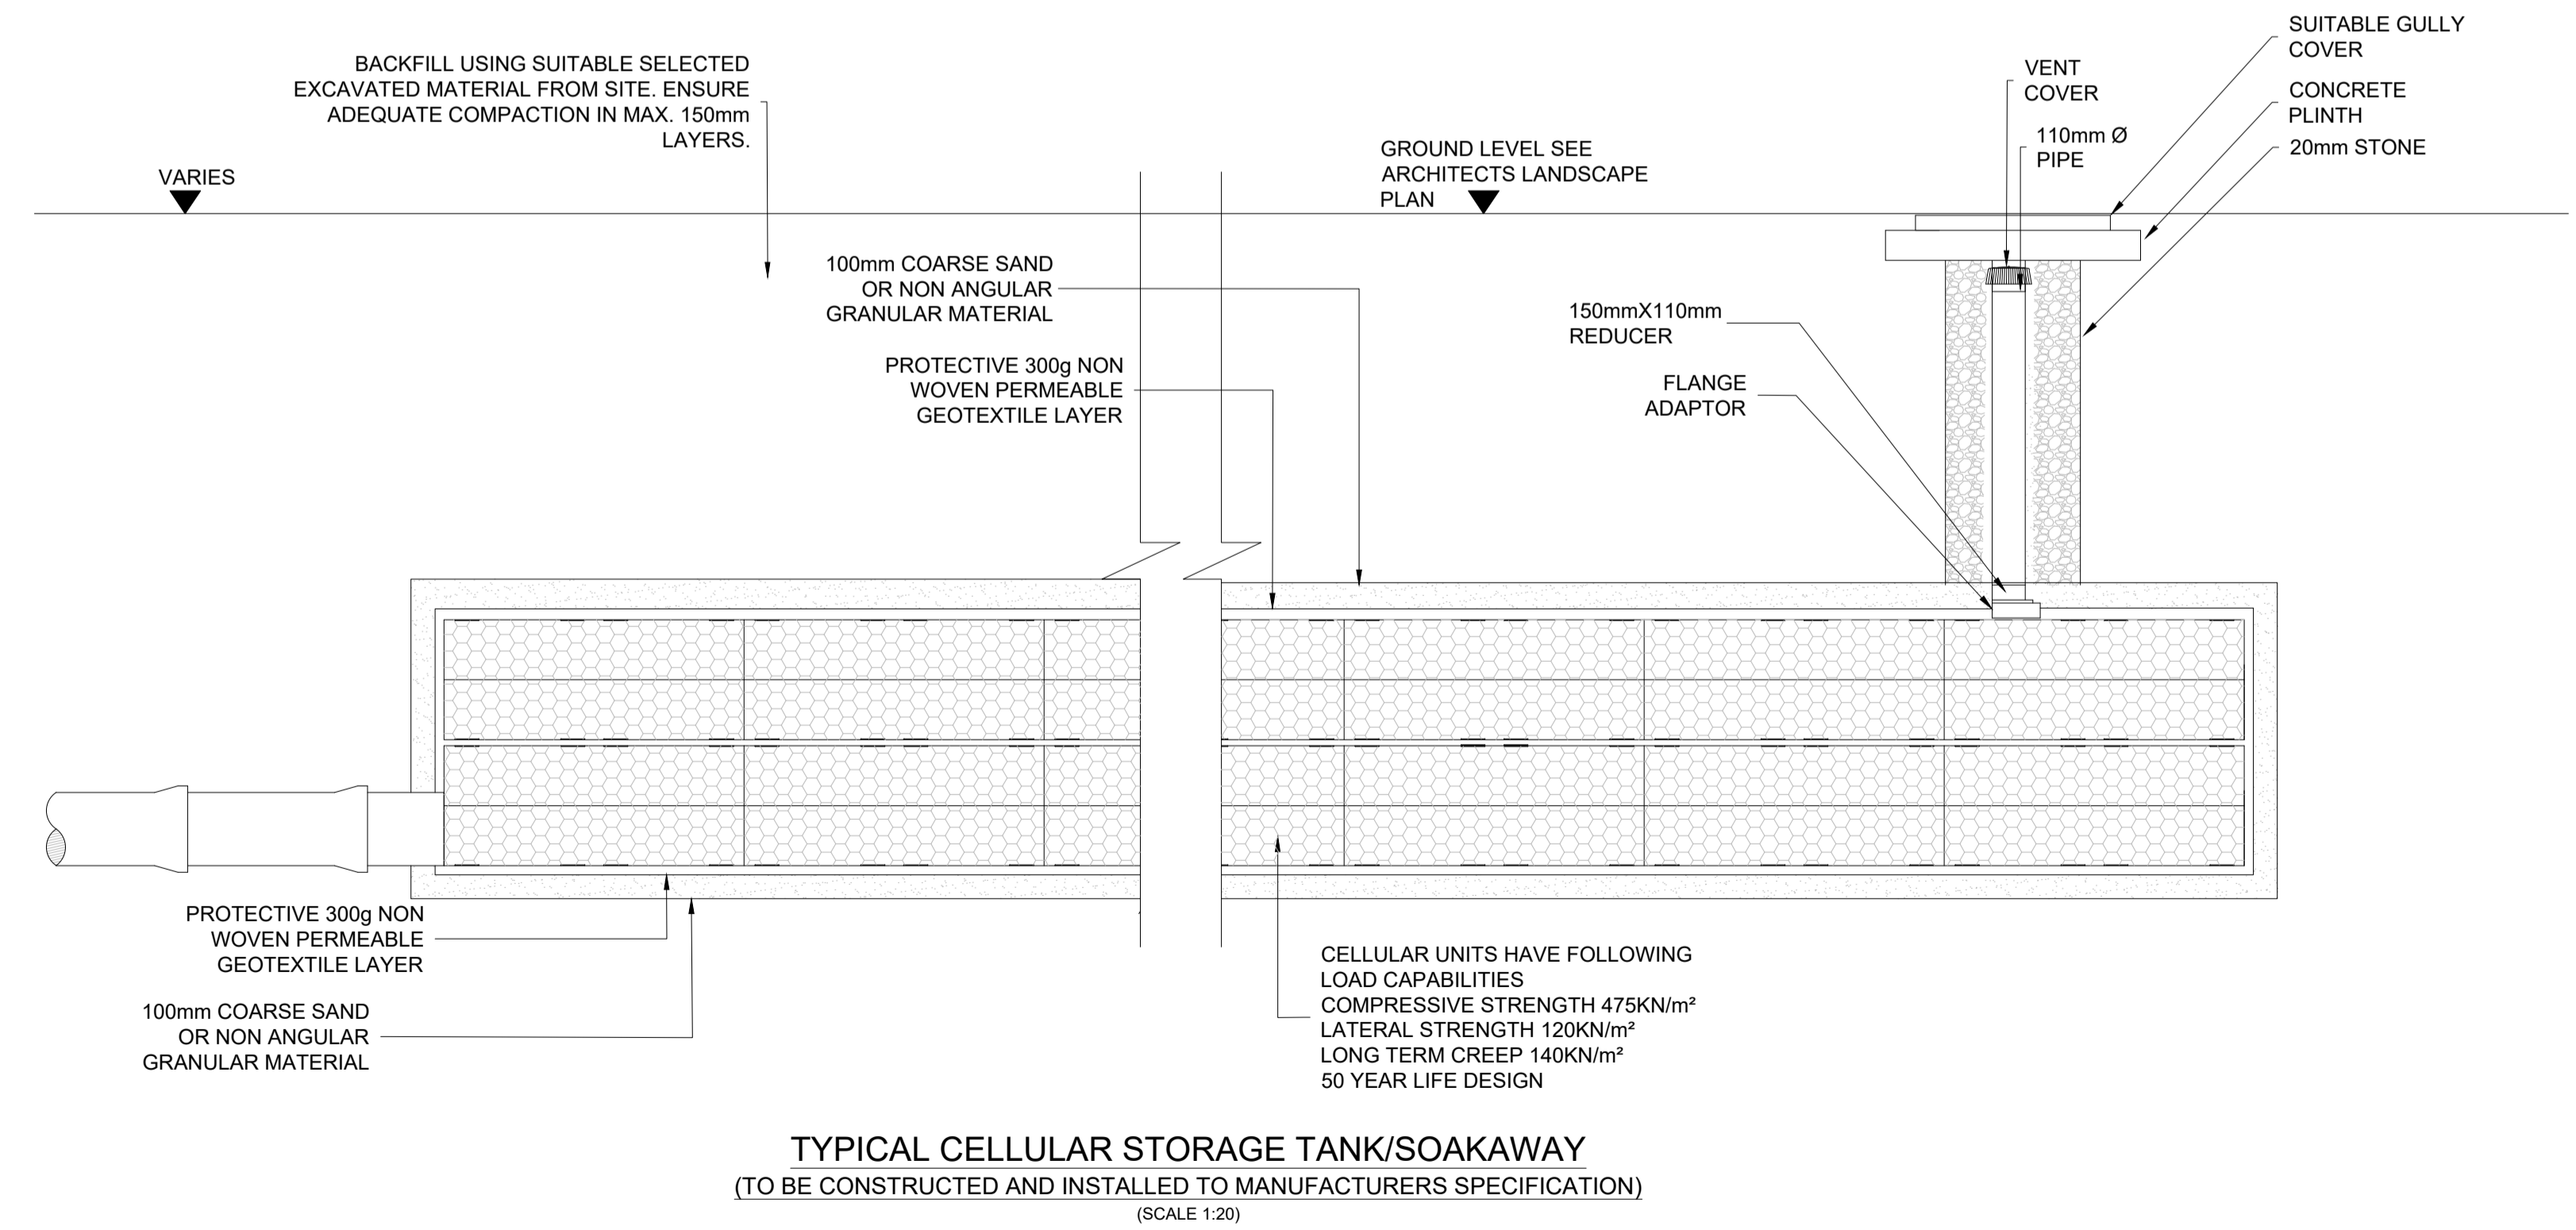 BACKFILL USING SUITABLE SELECTED
EXCAVATED MATERIAL FROM SITE. ENSURE
ADEQUATE COMPACTION IN MAX. 150mm
LAYERS.
VARIES
GROUND LEVEL SEE
ARCHITECTS LANDSCAPE
PLAN
VENT
COVER
110mm Ø
PIPE
SUITABLE GULLY
COVER
CONCRETE
PLINTH
20mm STONE
100mm COARSE SAND
OR NON ANGULAR
GRANULAR MATERIAL
PROTECTIVE 300g NON
WOVEN PERMEABLE
GEOTEXTILE LAYER
150mmX110mm
REDUCER
FLANGE
ADAPTOR
PROTECTIVE 300g NON
WOVEN PERMEABLE
GEOTEXTILE LAYER
100mm COARSE SAND
OR NON ANGULAR
GRANULAR MATERIAL
CELLULAR UNITS HAVE FOLLOWING
LOAD CAPABILITIES
COMPRESSIVE STRENGTH 475KN/m²
LATERAL STRENGTH 120KN/m²
LONG TERM CREEP 140KN/m²
50 YEAR LIFE DESIGN
TYPICAL CELLULAR STORAGE TANK/SOAKAWAY
(TO BE CONSTRUCTED AND INSTALLED TO MANUFACTURERS SPECIFICATION)
(SCALE 1:20)